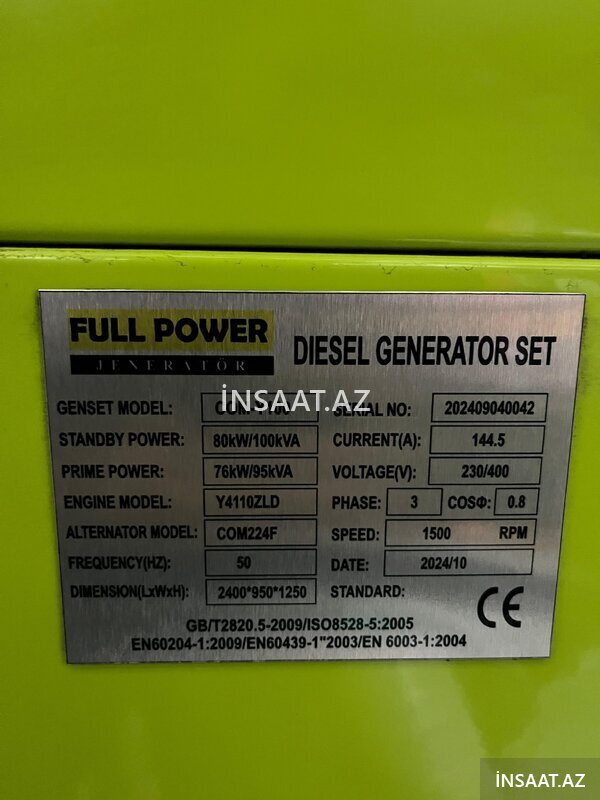 FULL POWER
JENERATÖR
DIESEL GENERATOR SET
İNSAAT.AZ
GENSET MODEL: SERIAL NO: 202409040042
STANDBY POWER: 80kW/100kVA CURRENT(A): 144.5
PRIME POWER: 76kW/95kVA VOLTAGE(V): 230/400
ENGINE MODEL: Y4110ZLD PHASE: 3 COSΦ: 0.8
ALTERNATOR MODEL: COM224F SPEED: 1500 RPM
FREQUENCY(HZ): 50 DATE: 2024/10
DIMENSION(LxWxH): 2400*950*1250 STANDARD:
CE
GB/T2820.5-2009/ISO8528-5:2005
EN60204-1:2009/EN60439-1"2003/EN 6003-1:2004
İNSAAT.AZ